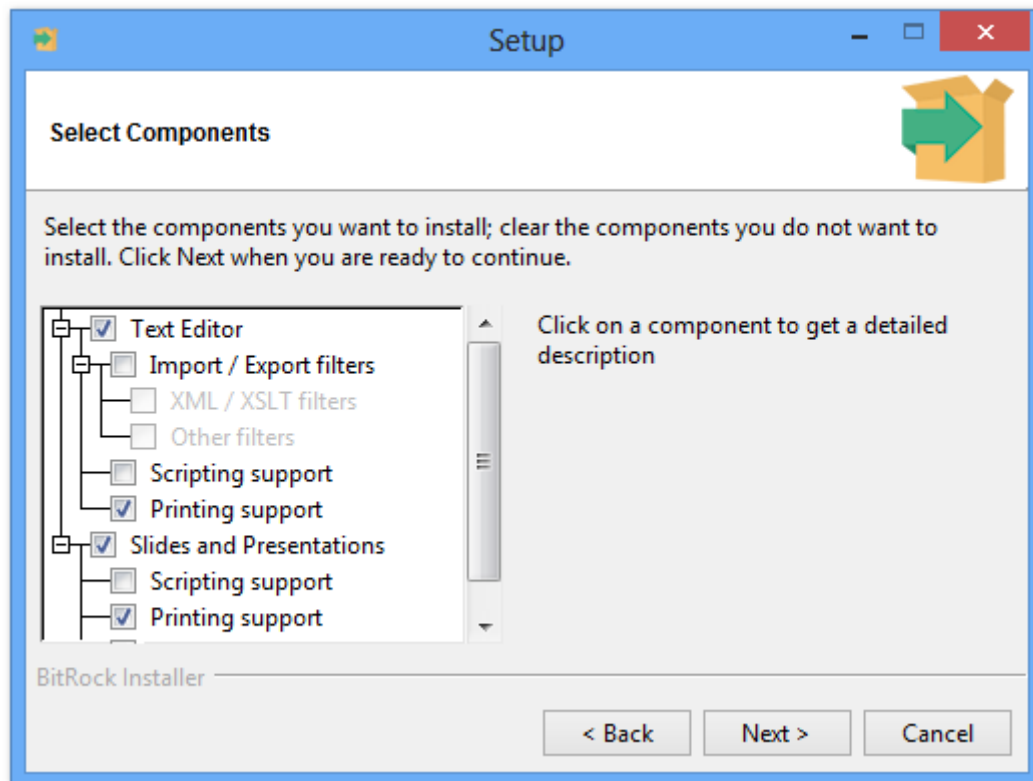 Setup
Select Components
Select the components you want to install; clear the components you do not want to
install. Click Next when you are ready to continue.
Text Editor
Import / Export filters
XML / XSLT filters
Other filters
Scripting support
Printing support
Slides and Presentations
Scripting support
Printing support
Click on a component to get a detailed
description
BitRock Installer
< Back
Next >
Cancel